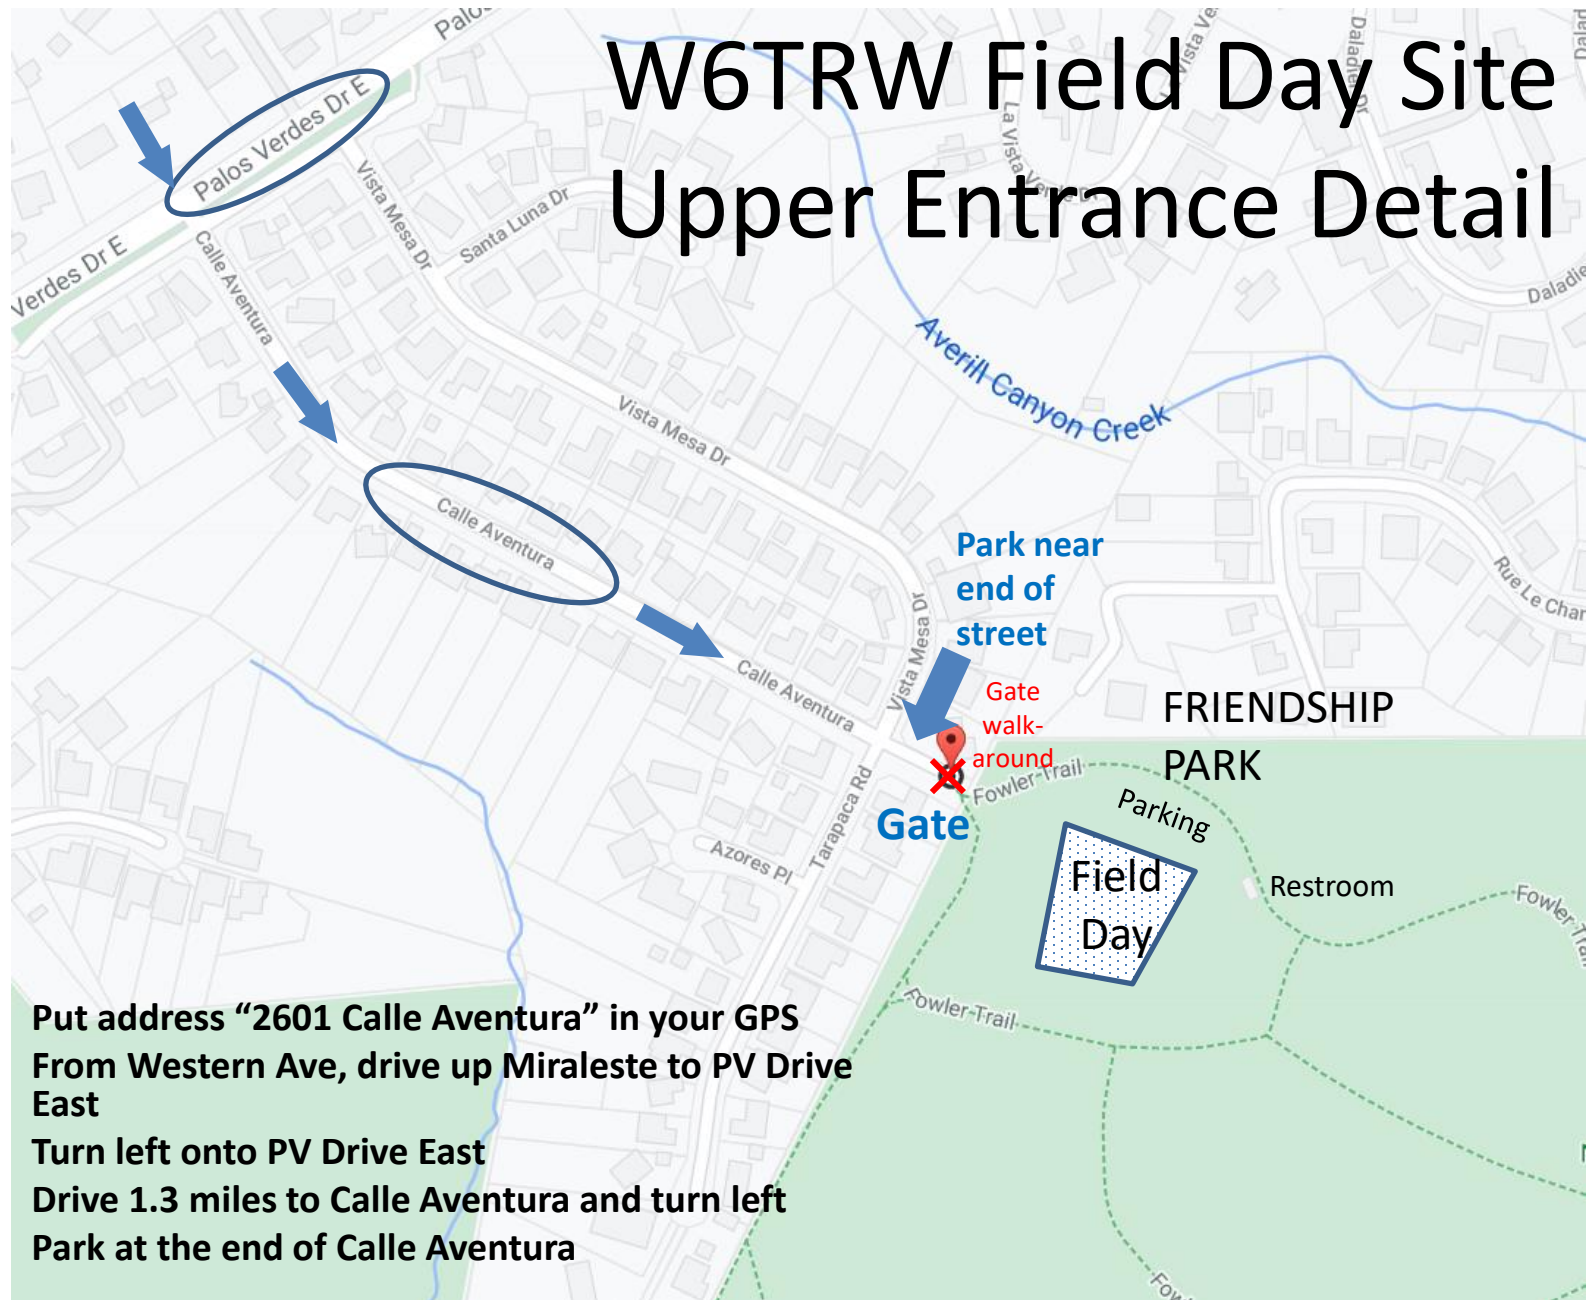 W6TRW Field Day Site
Upper Entrance Detail
Palos Verdes Dr E
Verdes Dr E
Calle Aventura
Vista Mesa Dr
Santa Luna Dr
La Vista Verde Dr
Daladier Dr
Averill Canyon Creek
Vista Mesa Dr
Calle Aventura
Park near
end of
street
Rue Le Char
Vista Mesa Dr
Calle Aventura
Gate
walk-
around
FRIENDSHIP
PARK
Fowler Trail
Parking
Gate
Tarapaca Rd
Azores Pl
Field
Day
Restroom
Fowler Trail
Fowler Trail
Put address “2601 Calle Aventura” in your GPS
From Western Ave, drive up Miraleste to PV Drive
East
Turn left onto PV Drive East
Drive 1.3 miles to Calle Aventura and turn left
Park at the end of Calle Aventura